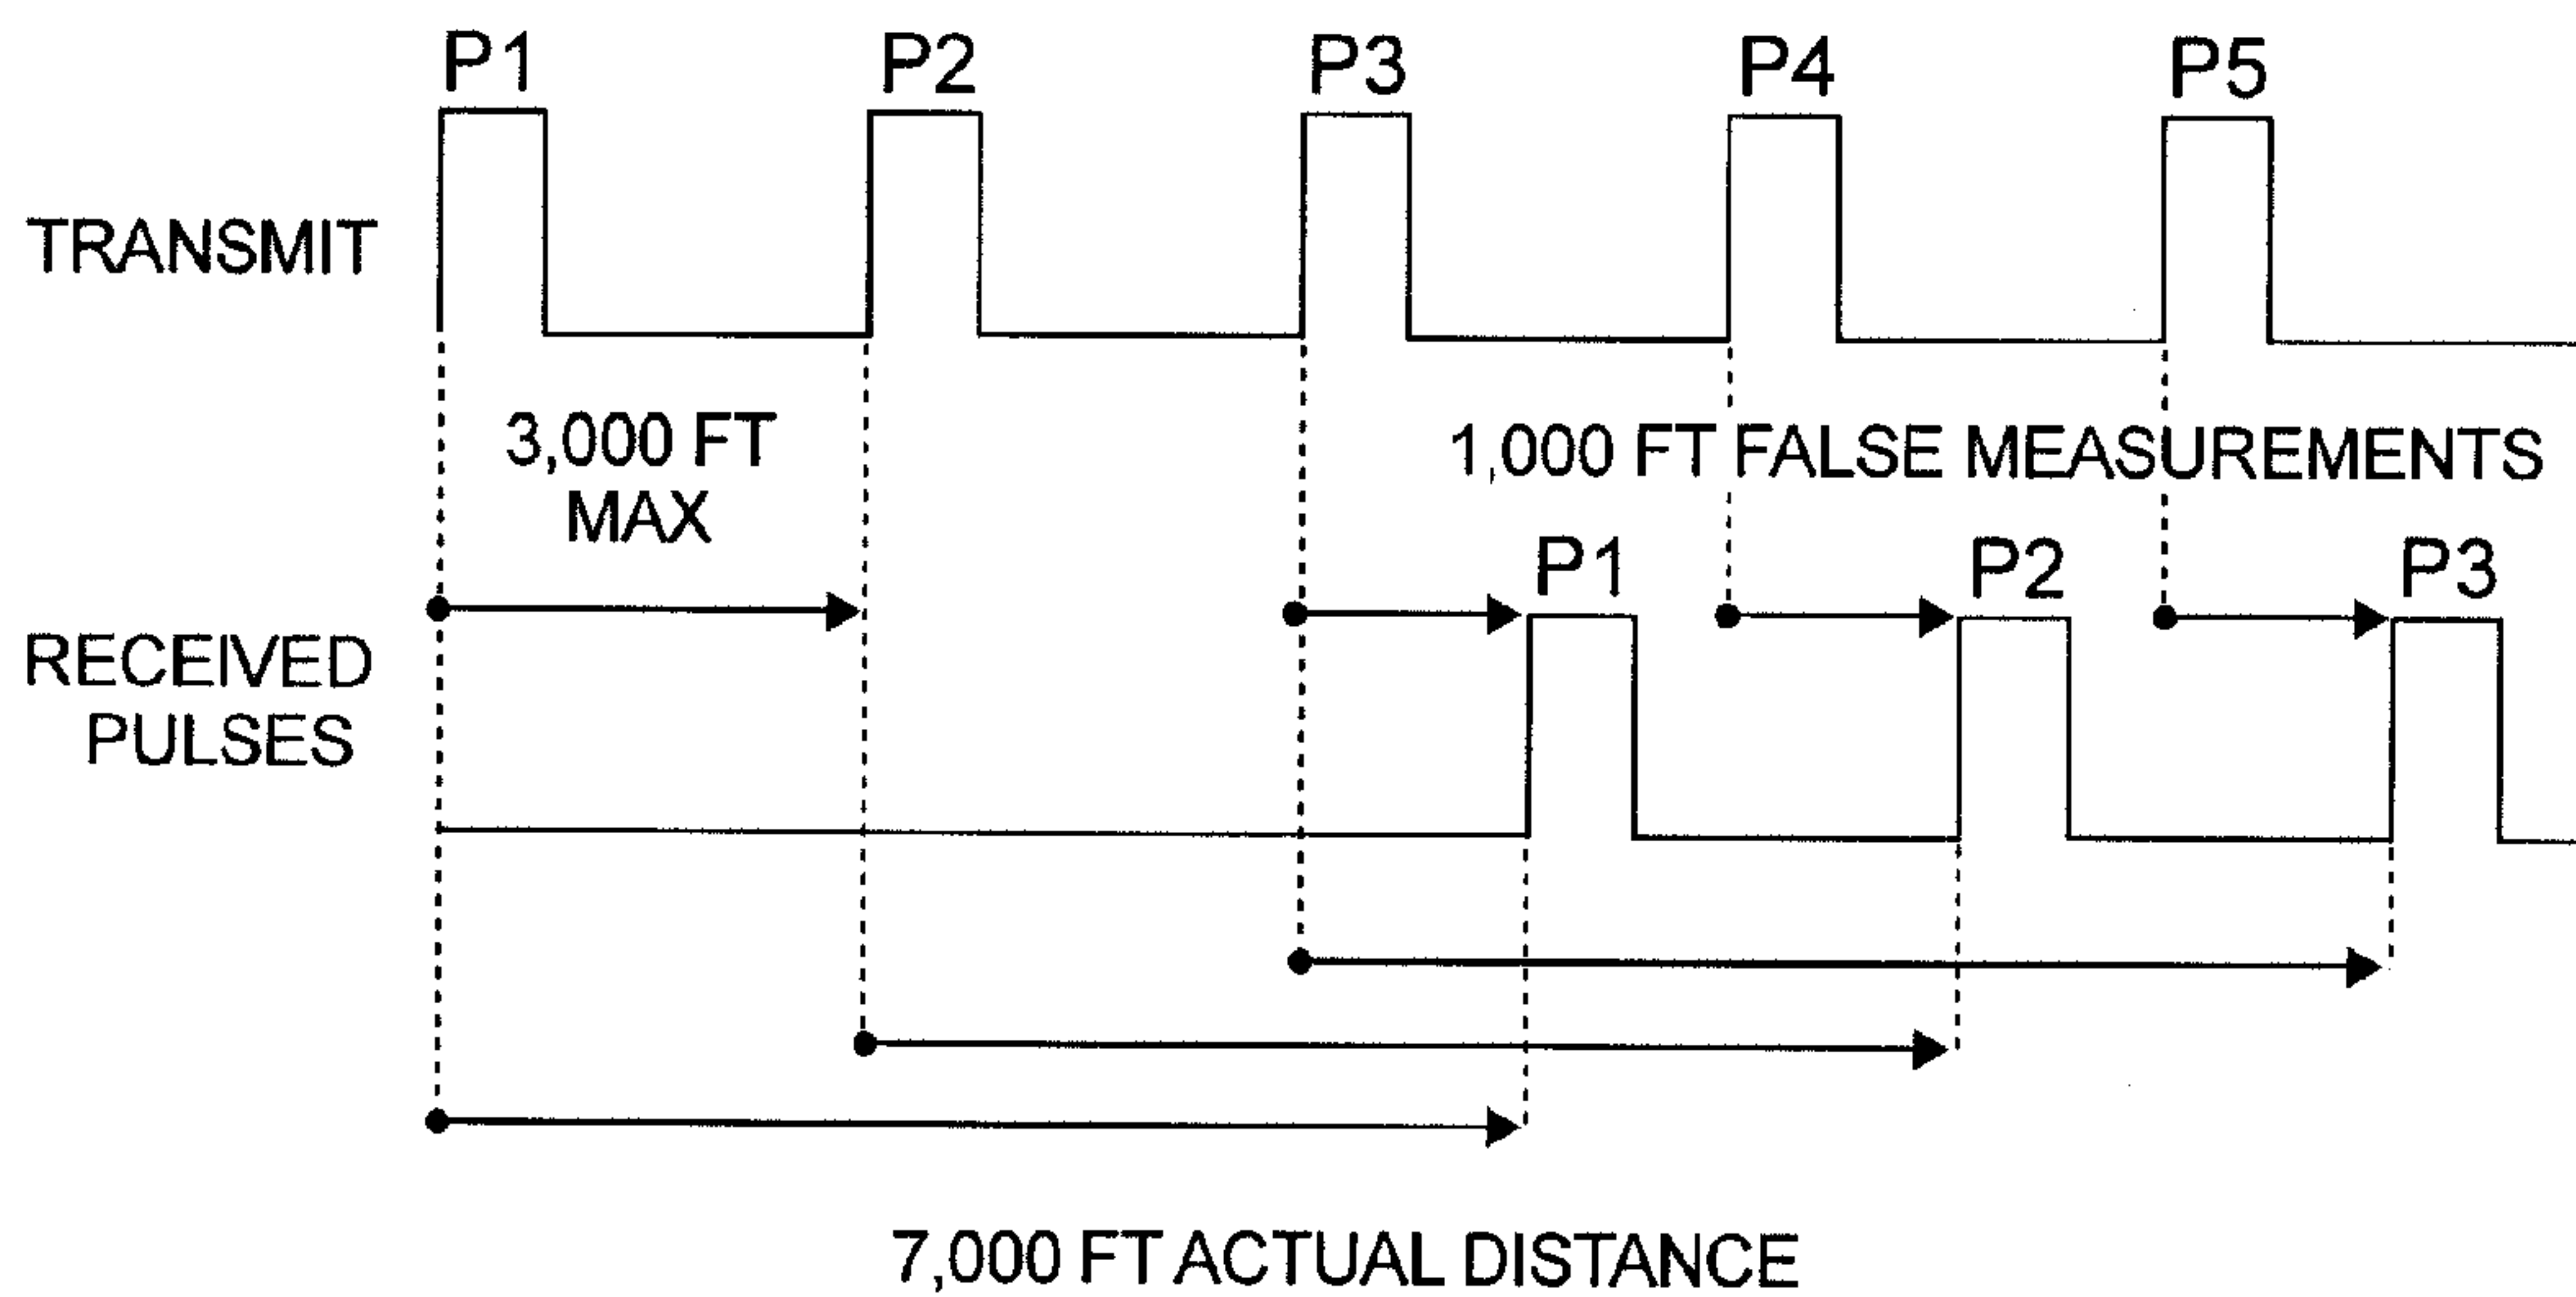 P1 P2 P3 P4 P5
TRANSMIT
3,000 FT
MAX
1,000 FT FALSE MEASUREMENTS
P1 P2 P3
RECEIVED
PULSES
7,000 FT ACTUAL DISTANCE